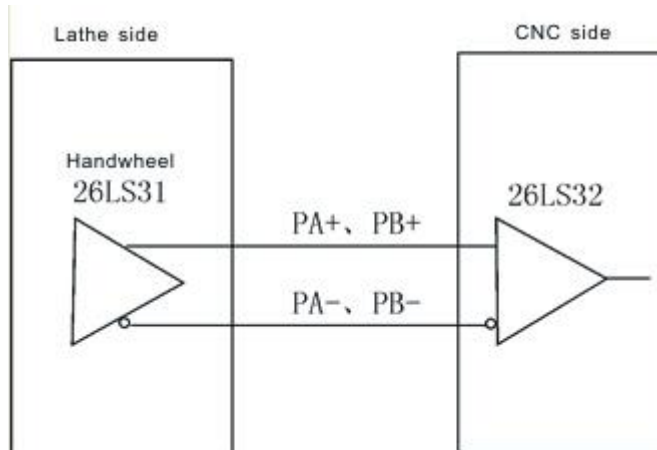 Lathe side
CNC side
Handwheel
26LS31
26LS32
PA+、PB+
PA-、PB-